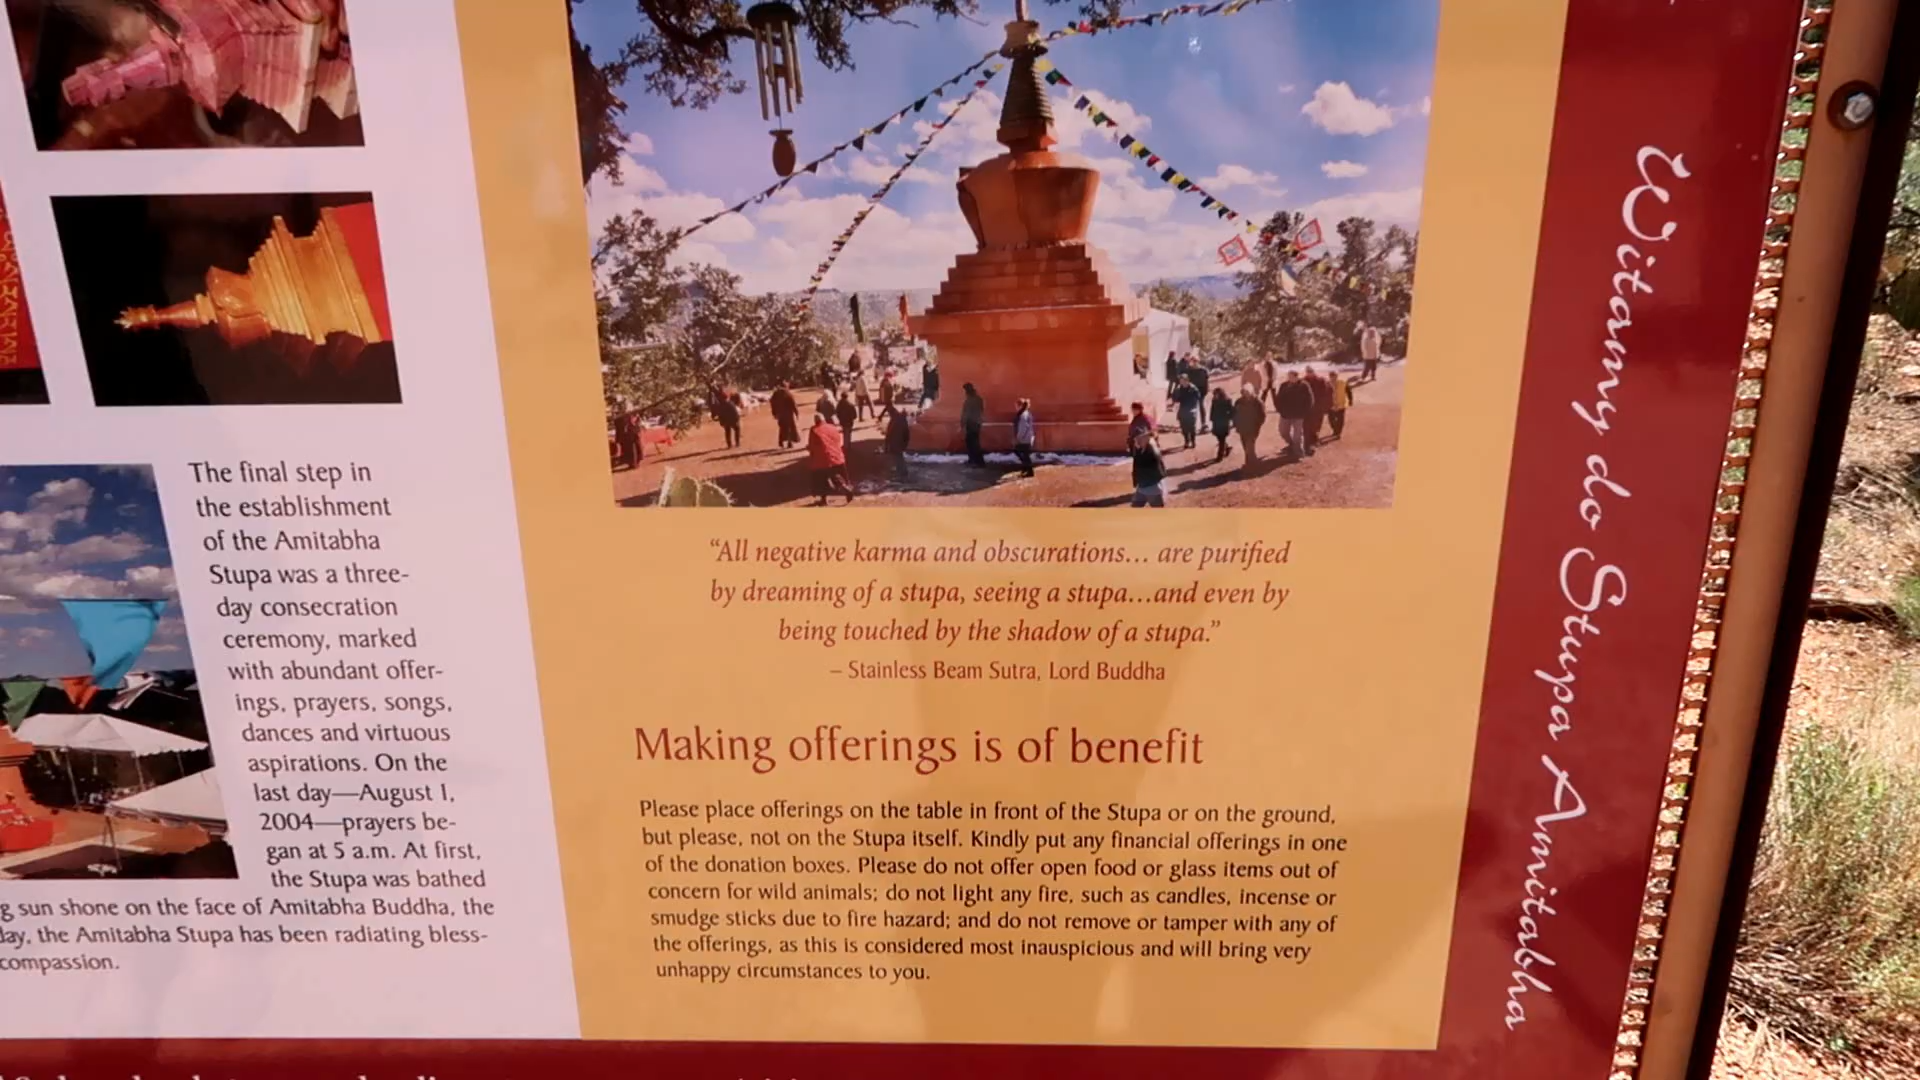 The final step in
the establishment
of the Amitabha
Stupa was a three-
day consecration
ceremony, marked
with abundant offer-
ings, prayers, songs,
dances and virtuous
aspirations. On the
last day—August 1,
2004—prayers be-
gan at 5 a.m. At first,
the Stupa was bathed
g sun shone on the face of Amitabha Buddha, the
lay, the Amitabha Stupa has been radiating bless-
compassion.
“All negative karma and obscurations… are purified
by dreaming of a stupa, seeing a stupa…and even by
being touched by the shadow of a stupa.”
– Stainless Beam Sutra, Lord Buddha
Making offerings is of benefit
Please place offerings on the table in front of the Stupa or on the ground,
but please, not on the Stupa itself. Kindly put any financial offerings in one
of the donation boxes. Please do not offer open food or glass items out of
concern for wild animals; do not light any fire, such as candles, incense or
smudge sticks due to fire hazard; and do not remove or tamper with any of
the offerings, as this is considered most inauspicious and will bring very
unhappy circumstances to you.
Witamy do Stupa Amitabha